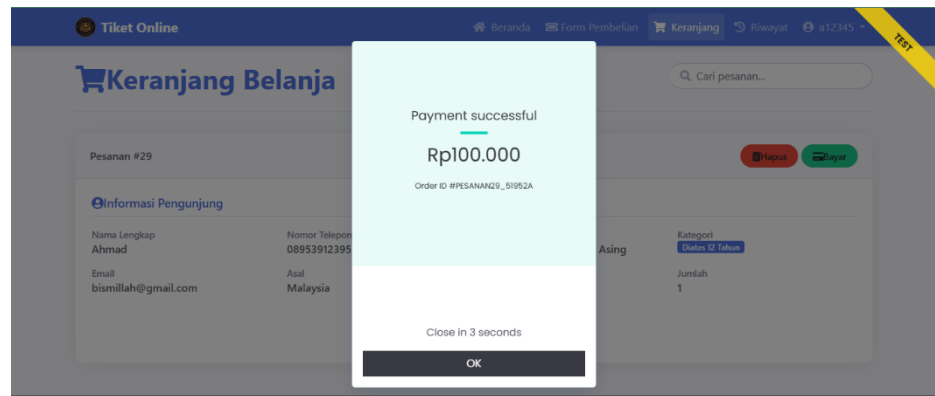 Tiket Online
Beranda Form Pembelian Keranjang Riwayat a12345
TEST
Keranjang Belanja
Cari pesanan...
Payment successful
Rp100.000
Order ID #PESANAN29_51952A
Pesanan #29
Hapus Bayar
Informasi Pengunjung
Nama Lengkap Nomor Telepon Kategori
Ahmad 08953912395 Asing Diatas 12 Tahun
Email Asal Jumlah
bismillah@gmail.com Malaysia 1
Close in 3 seconds
OK